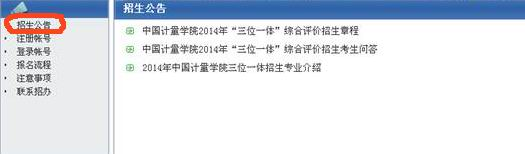 招生公告
注册帐号
登录帐号
报名流程
注意事项
联系招办
招生公告
中国计量学院2014年“三位一体”综合评价招生章程
中国计量学院2014年“三位一体”综合评价招生考生问答
2014年中国计量学院三位一体招生专业介绍